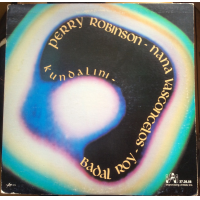 PERRY ROBINSON - NANA VASCONCELOS -
BADAL ROY -
kundalini -